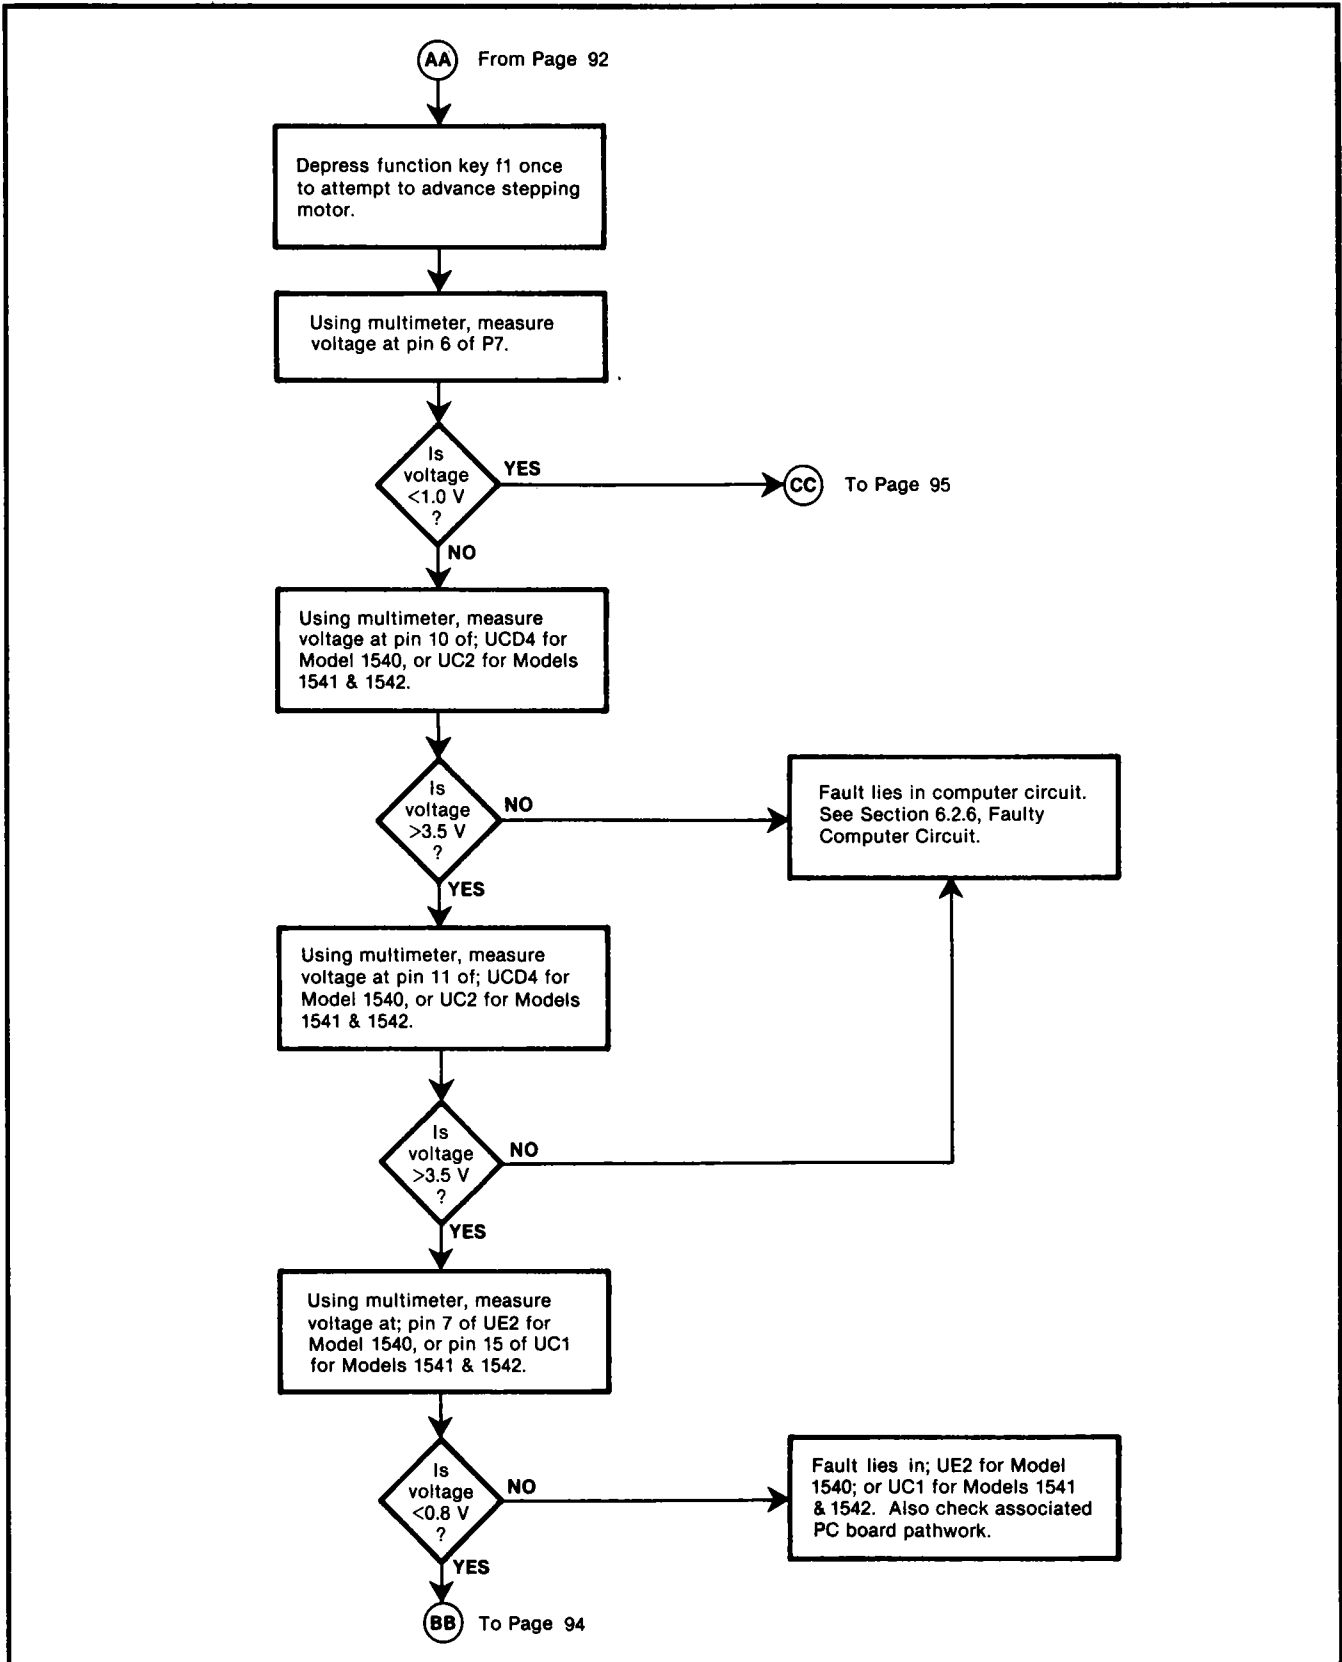 AA From Page 92
Depress function key f1 once
to attempt to advance stepping
motor.
Using multimeter, measure
voltage at pin 6 of P7.
Is
voltage
<1.0 V
?
YES
CC To Page 95
NO
Using multimeter, measure
voltage at pin 10 of; UCD4 for
Model 1540, or UC2 for Models
1541 & 1542.
Is
voltage
>3.5 V
?
NO
Fault lies in computer circuit.
See Section 6.2.6, Faulty
Computer Circuit.
YES
Using multimeter, measure
voltage at pin 11 of; UCD4 for
Model 1540, or UC2 for Models
1541 & 1542.
Is
voltage
>3.5 V
?
NO
YES
Using multimeter, measure
voltage at; pin 7 of UE2 for
Model 1540, or pin 15 of UC1
for Models 1541 & 1542.
Is
voltage
<0.8 V
?
NO
Fault lies in; UE2 for Model
1540; or UC1 for Models 1541
& 1542. Also check associated
PC board pathwork.
YES
BB To Page 94